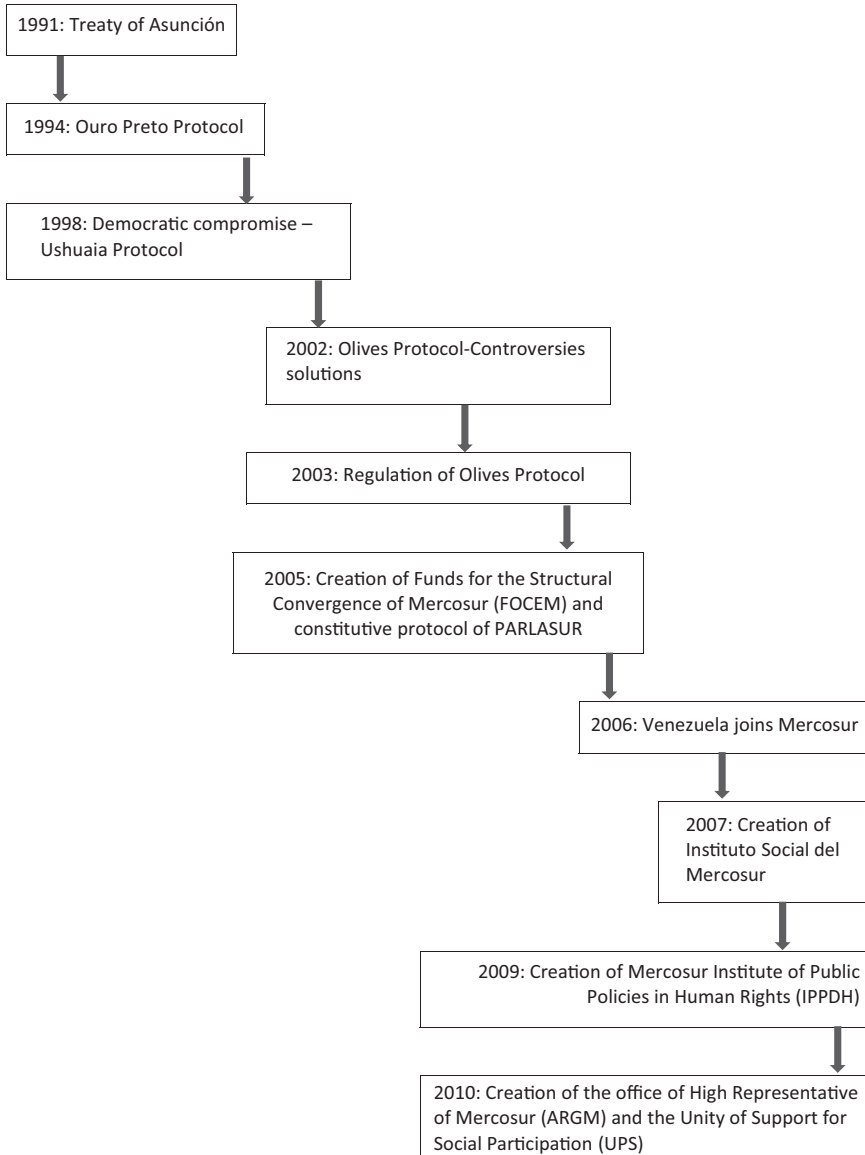 1991: Treaty of Asunción
1994: Ouro Preto Protocol
1998: Democratic compromise –
Ushuaia Protocol
2002: Olives Protocol-Controversies
solutions
2003: Regulation of Olives Protocol
2005: Creation of Funds for the Structural
Convergence of Mercosur (FOCEM) and
constitutive protocol of PARLASUR
2006: Venezuela joins Mercosur
2007: Creation of
Instituto Social del
Mercosur
2009: Creation of Mercosur Institute of Public
Policies in Human Rights (IPPDH)
2010: Creation of the office of High Representative
of Mercosur (ARGM) and the Unity of Support for
Social Participation (UPS)